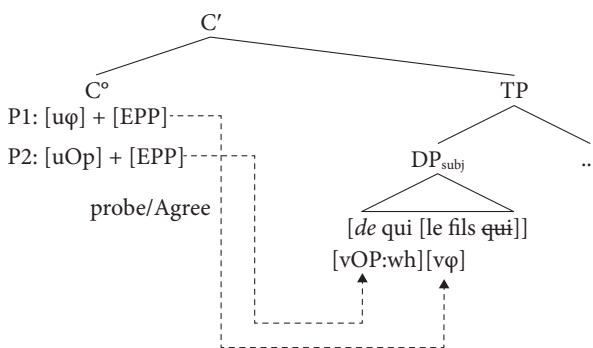 C′
C° TP
P1: [uφ] + [EPP]
P2: [uOp] + [EPP] DPsubj ..
probe/Agree
[de qui [le fils qui]]
[vOP:wh][vφ]